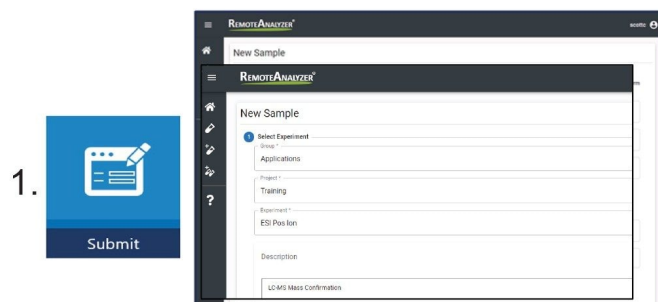 REMOTEANALYZER®
scotto
New Sample
REMOTEANALYZER®
New Sample
1 Select Experiment
Group *
Applications
Project *
Training
Experiment *
ESI Pos Ion
Description
LC-MS Mass Confirmation
?
1.
Submit